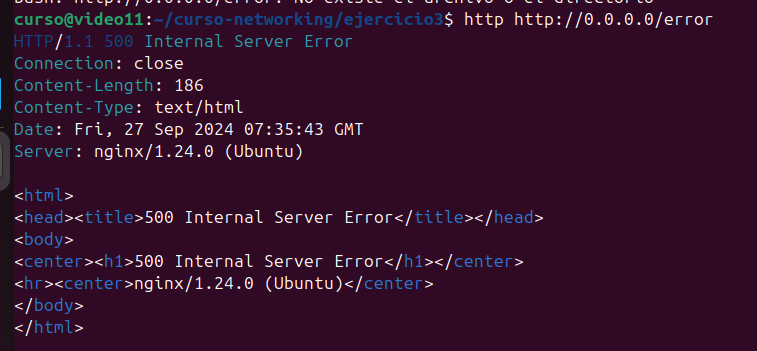 bash: http://0.0.0.0/error: No existe el archivo o el directorio
curso@video11:~/curso-networking/ejercicio3$ http http://0.0.0.0/error
HTTP/1.1 500 Internal Server Error
Connection: close
Content-Length: 186
Content-Type: text/html
Date: Fri, 27 Sep 2024 07:35:43 GMT
Server: nginx/1.24.0 (Ubuntu)
<html>
<head><title>500 Internal Server Error</title></head>
<body>
<center><h1>500 Internal Server Error</h1></center>
<hr><center>nginx/1.24.0 (Ubuntu)</center>
</body>
</html>